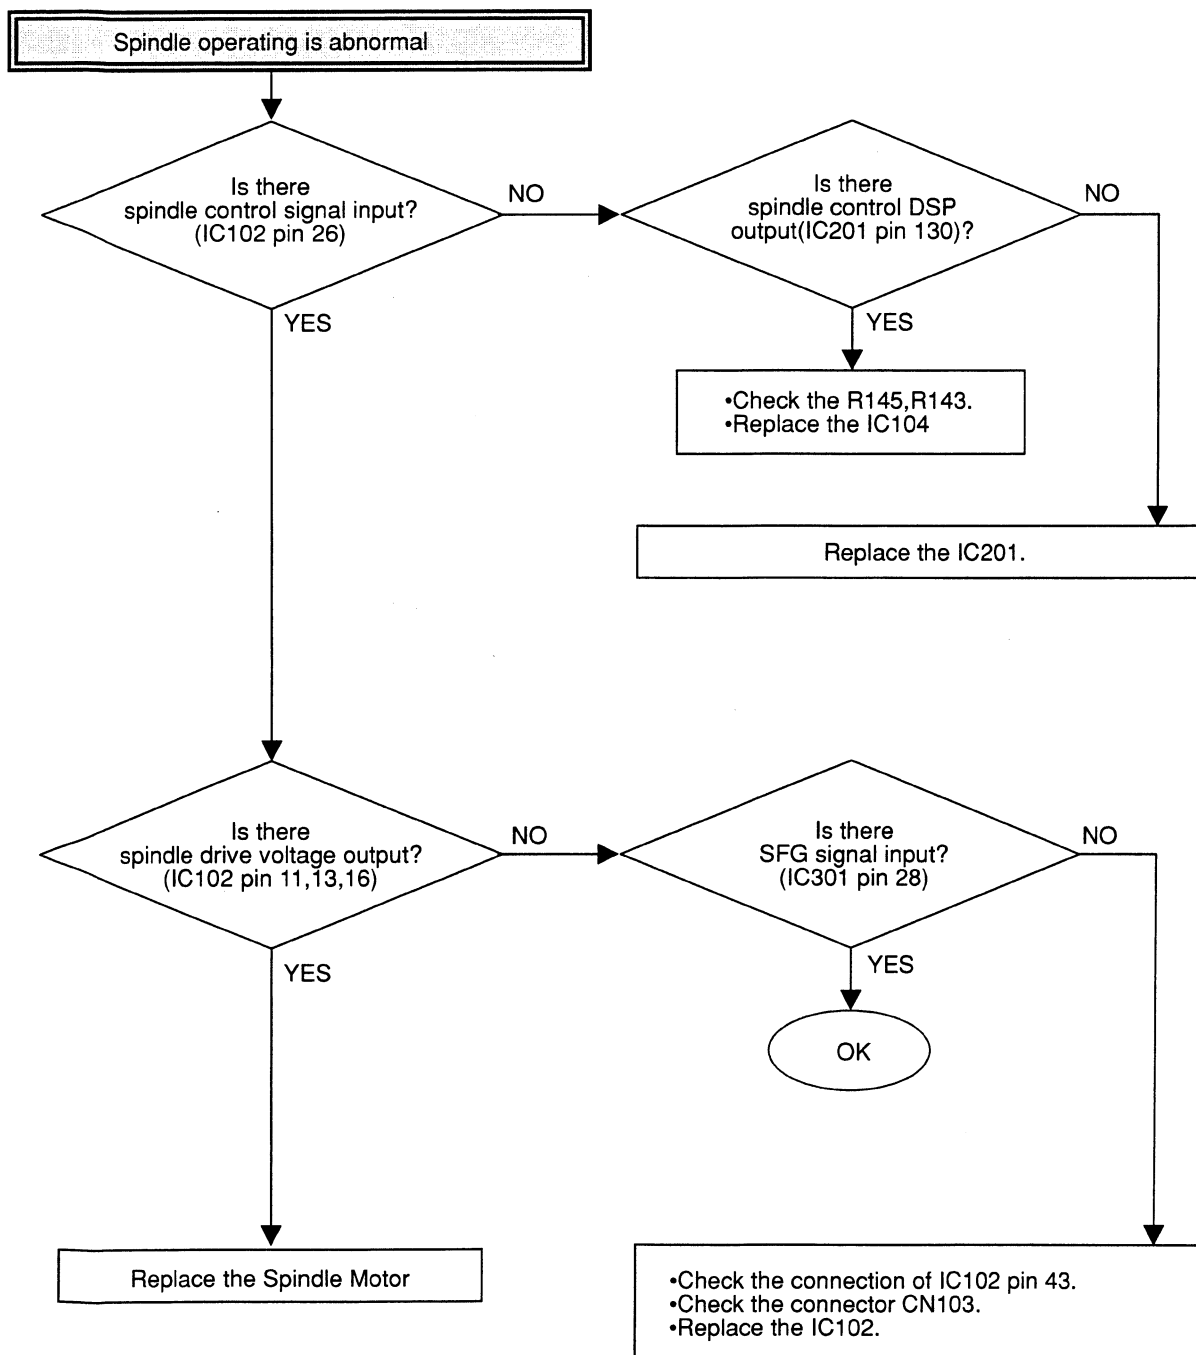 Spindle operating is abnormal
Is there
spindle control signal input?
(IC102 pin 26)
NO
YES
Is there
spindle control DSP
output(IC201 pin 130)?
NO
YES
•Check the R145,R143.
•Replace the IC104
Replace the IC201.
Is there
spindle drive voltage output?
(IC102 pin 11,13,16)
NO
YES
Is there
SFG signal input?
(IC301 pin 28)
NO
YES
OK
Replace the Spindle Motor
•Check the connection of IC102 pin 43.
•Check the connector CN103.
•Replace the IC102.